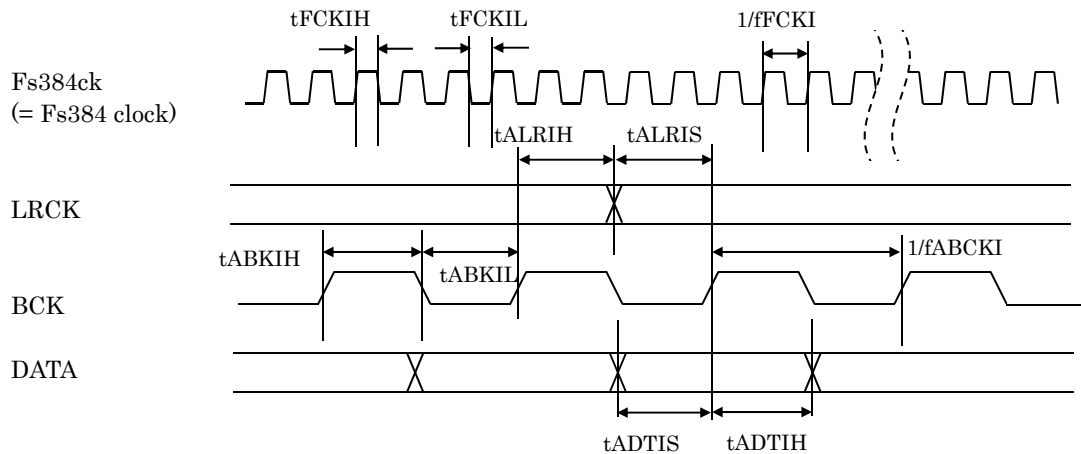 tFCKIH
tFCKIL
1/fFCKI
Fs384ck
(= Fs384 clock)
tALRIH
tALRIS
LRCK
tABKIH
tABKIL
1/fABCKI
BCK
DATA
tADTIS
tADTIH